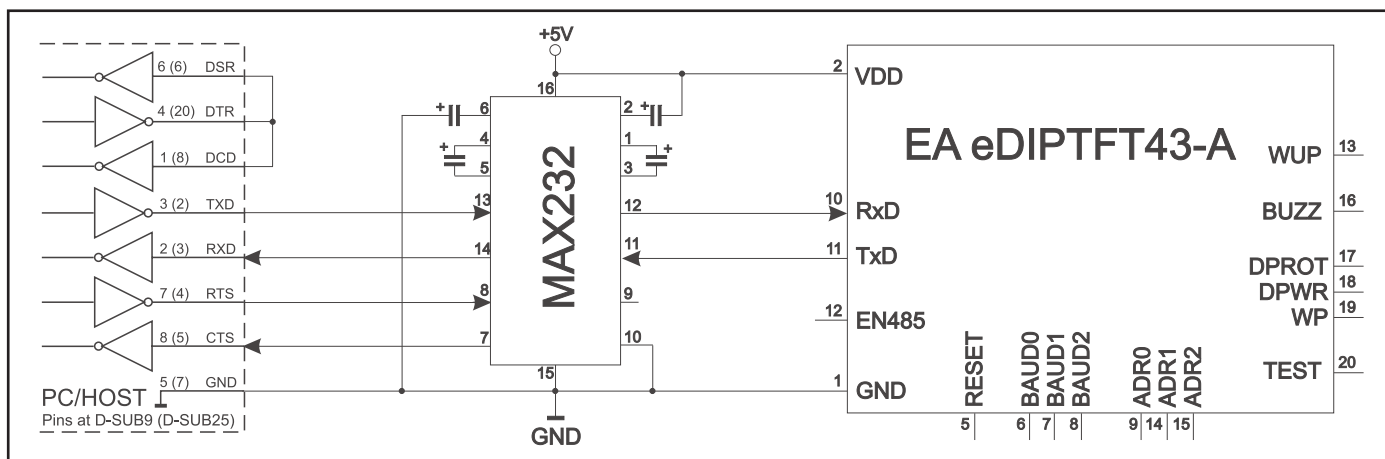 +5V
6 (6) DSR
4 (20) DTR
1 (8) DCD
3 (2) TXD
2 (3) RXD
7 (4) RTS
8 (5) CTS
5 (7) GND
PC/HOST
Pins at D-SUB9 (D-SUB25)
MAX232
16
+ 6
4
+
5
13
14
8
7
15
2 +
1
+
3
12
11
9
10
GND
EA eDIPTFT43-A
2 VDD
10 RxD
11 TxD
12 EN485
1 GND
RESET 5
BAUD0 6
BAUD1 7
BAUD2 8
ADR0 9
ADR1 14
ADR2 15
WUP 13
BUZZ 16
DPROT 17
DPWR 18
WP 19
TEST 20